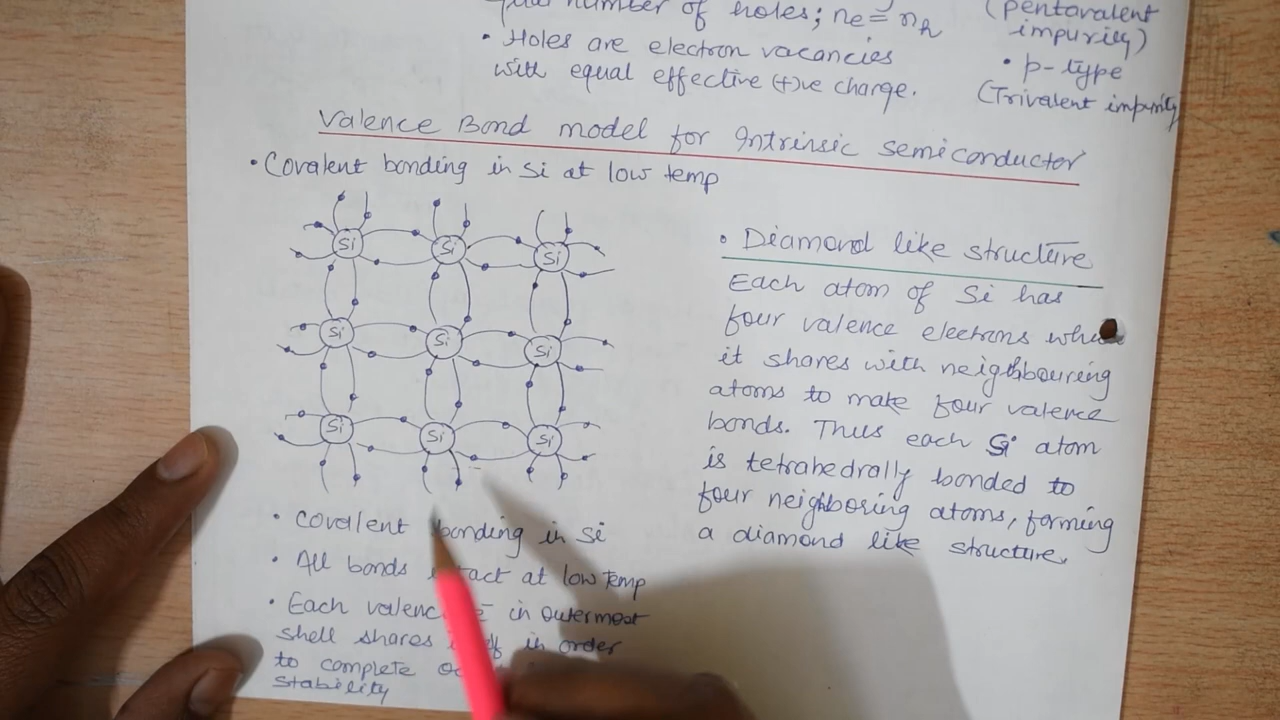 number of holes; ne = nh
• Holes are electron vacancies
with equal effective (+)ve charge.
(pentavalent
impurity)
• p-type
(Trivalent impurity
Valence Bond model for Intrinsic semiconductor
• Covalent bonding in Si at low temp
Si Si Si
Si Si Si
Si Si Si
• Covalent bonding in Si
• All bonds at low temp
• Each e⁻ in outermost
shell shares in order
to complete
stability
• Diamond like structure
Each atom of Si has
four valence electrons
it shares with neighbouring
atoms to make four valence
bonds. Thus each Si atom
is tetrahedrally bonded to
four neighboring atoms, forming
a diamond like structure.